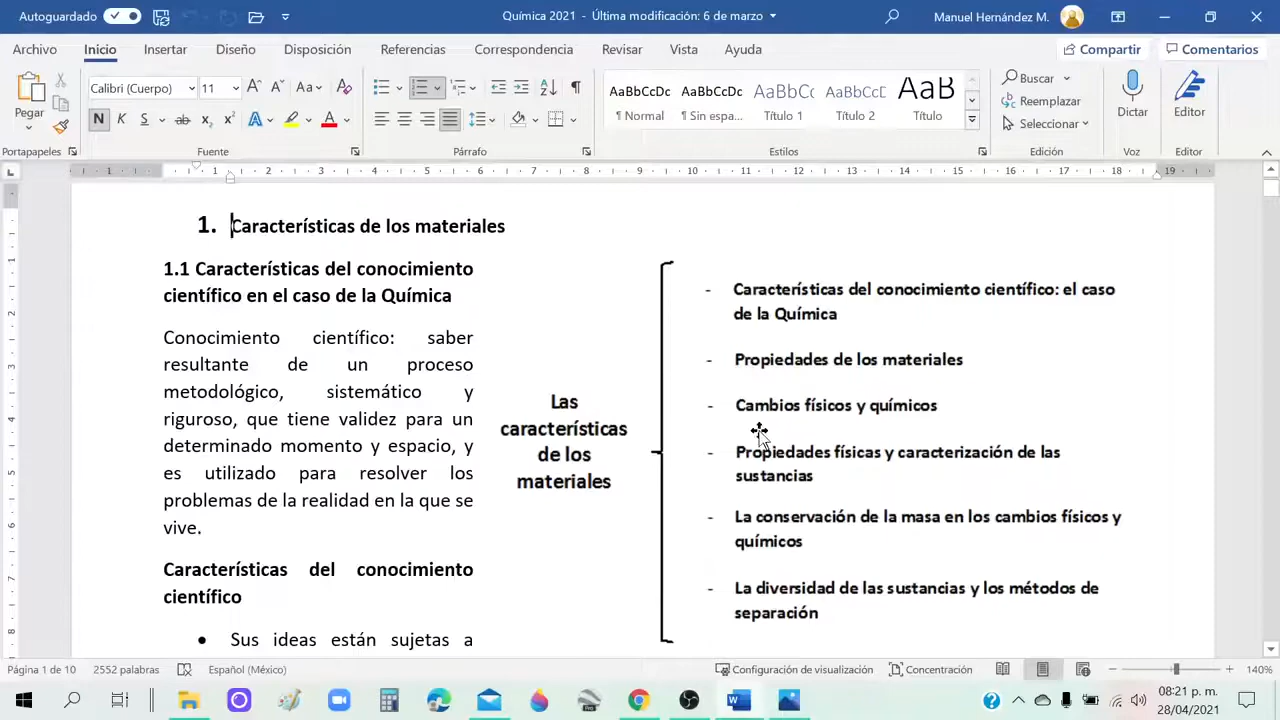 Autoguardado
Química 2021 - Última modificación: 6 de marzo
Manuel Hernández M.
Archivo Inicio Insertar Diseño Disposición Referencias Correspondencia Revisar Vista Ayuda
Compartir Comentarios
Pegar
Portapapeles
Calibri (Cuerpo) 11
Fuente
Párrafo
AaBbCcDc AaBbCcDc AaBbCc AaBbCcD AaB
¶ Normal ¶ Sin espa... Título 1 Título 2 Título
Estilos
Buscar
Reemplazar
Seleccionar
Edición
Dictar
Voz
Editor
Editor
1. Características de los materiales
1.1 Características del conocimiento
científico en el caso de la Química
Conocimiento científico: saber
resultante de un proceso
metodológico, sistemático y
riguroso, que tiene validez para un
determinado momento y espacio, y
es utilizado para resolver los
problemas de la realidad en la que se
vive.
Características del conocimiento
científico
• Sus ideas están sujetas a
Las
características
de los
materiales
- Características del conocimiento científico: el caso
de la Química
- Propiedades de los materiales
- Cambios físicos y químicos
- Propiedades físicas y caracterización de las
sustancias
- La conservación de la masa en los cambios físicos y
químicos
- La diversidad de las sustancias y los métodos de
separación
Página 1 de 10 2552 palabras Español (México) Configuración de visualización Concentración 140%
08:21 p. m.
28/04/2021